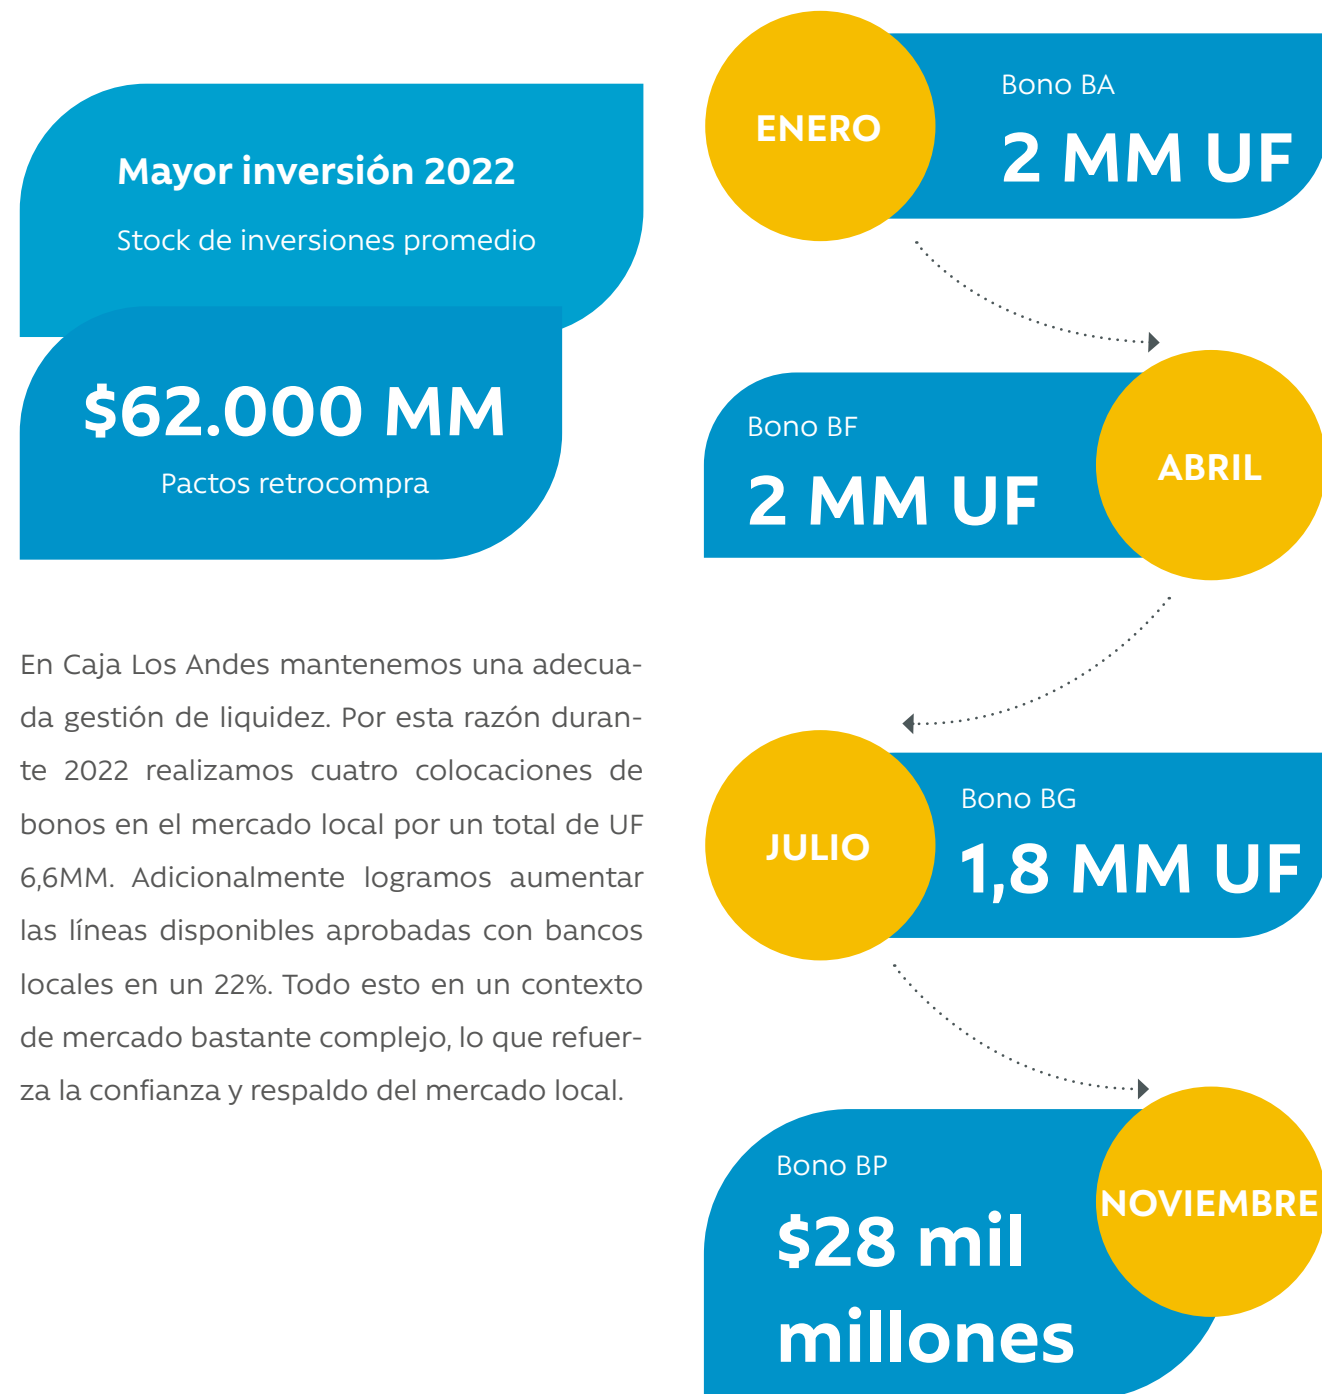 Mayor inversión 2022
Stock de inversiones promedio
$62.000 MM
Pactos retrocompra
En Caja Los Andes mantenemos una adecua-
da gestión de liquidez. Por esta razón duran-
te 2022 realizamos cuatro colocaciones de
bonos en el mercado local por un total de UF
6,6MM. Adicionalmente logramos aumentar
las líneas disponibles aprobadas con bancos
locales en un 22%. Todo esto en un contexto
de mercado bastante complejo, lo que refuer-
za la confianza y respaldo del mercado local.
ENERO
Bono BA
2 MM UF
ABRIL
Bono BF
2 MM UF
JULIO
Bono BG
1,8 MM UF
NOVIEMBRE
Bono BP
$28 mil
millones